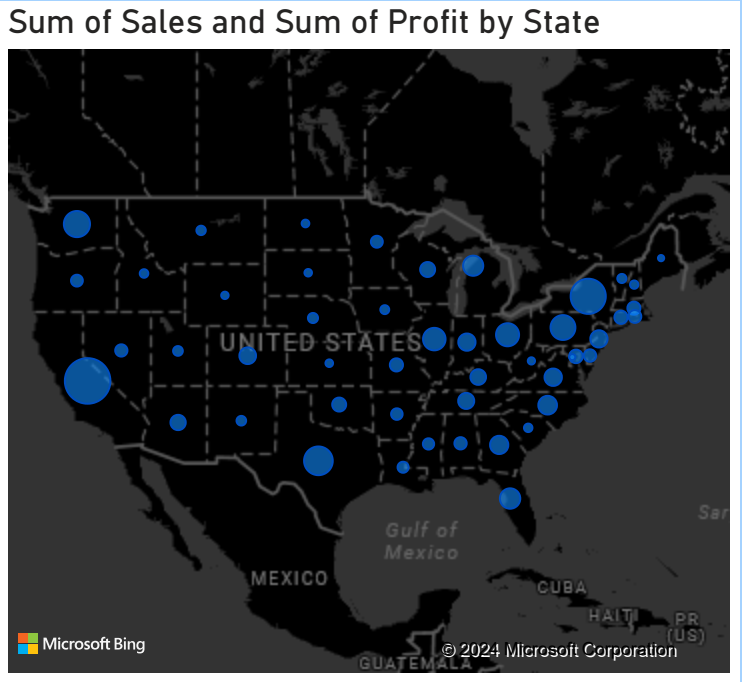 Sum of Sales and Sum of Profit by State
UNITED STATES
Gulf of
Mexico
Sar
MEXICO
CUBA
HAITI
PR
(US)
Microsoft Bing
© 2024 Microsoft Corporation
GUATEMALA